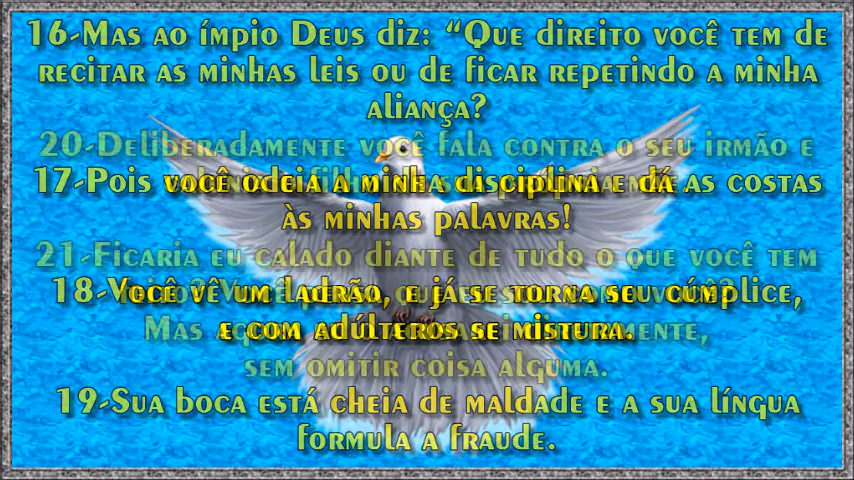 16-Mas ao ímpio Deus diz: “Que direito você tem de
recitar as minhas leis ou de ficar repetindo a minha
aliança?
20-Deliberadamente você fala contra o seu irmão e
17-Pois você odeia a minha disciplina e dá as costas
às minhas palavras!
21-Ficaria eu calado diante de tudo o que você tem
18-Você vê um ladrão, e já se torna seu cúmplice,
e com adúlteros se mistura.
sem omitir coisa alguma.
19-Sua boca está cheia de maldade e a sua língua
formula a fraude.